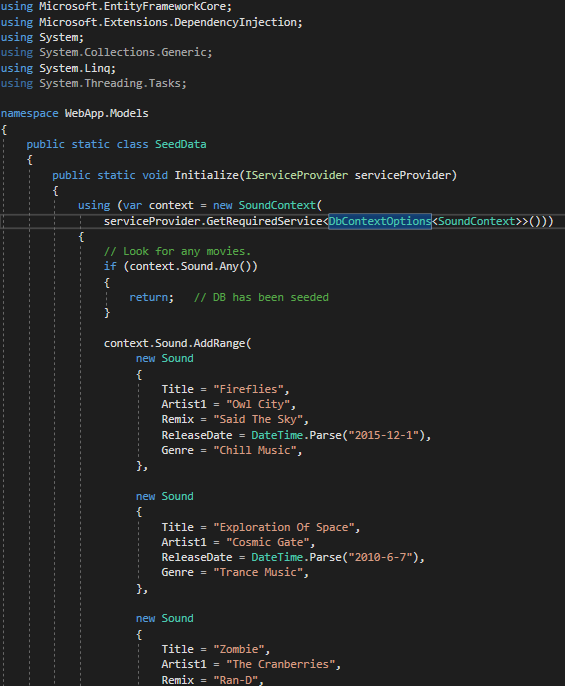 using Microsoft.EntityFrameworkCore;
using Microsoft.Extensions.DependencyInjection;
using System;
using System.Collections.Generic;
using System.Linq;
using System.Threading.Tasks;

namespace WebApp.Models
{
    public static class SeedData
    {
        public static void Initialize(IServiceProvider serviceProvider)
        {
            using (var context = new SoundContext(
                serviceProvider.GetRequiredService<DbContextOptions<SoundContext>>()))
            {
                // Look for any movies.
                if (context.Sound.Any())
                {
                    return;   // DB has been seeded
                }

                context.Sound.AddRange(
                     new Sound
                     {
                         Title = "Fireflies",
                         Artist1 = "Owl City",
                         Remix = "Said The Sky",
                         ReleaseDate = DateTime.Parse("2015-12-1"),
                         Genre = "Chill Music",
                     },

                     new Sound
                     {
                         Title = "Exploration Of Space",
                         Artist1 = "Cosmic Gate",
                         ReleaseDate = DateTime.Parse("2010-6-7"),
                         Genre = "Trance Music",
                     },

                     new Sound
                     {
                         Title = "Zombie",
                         Artist1 = "The Cranberries",
                         Remix = "Ran-D",